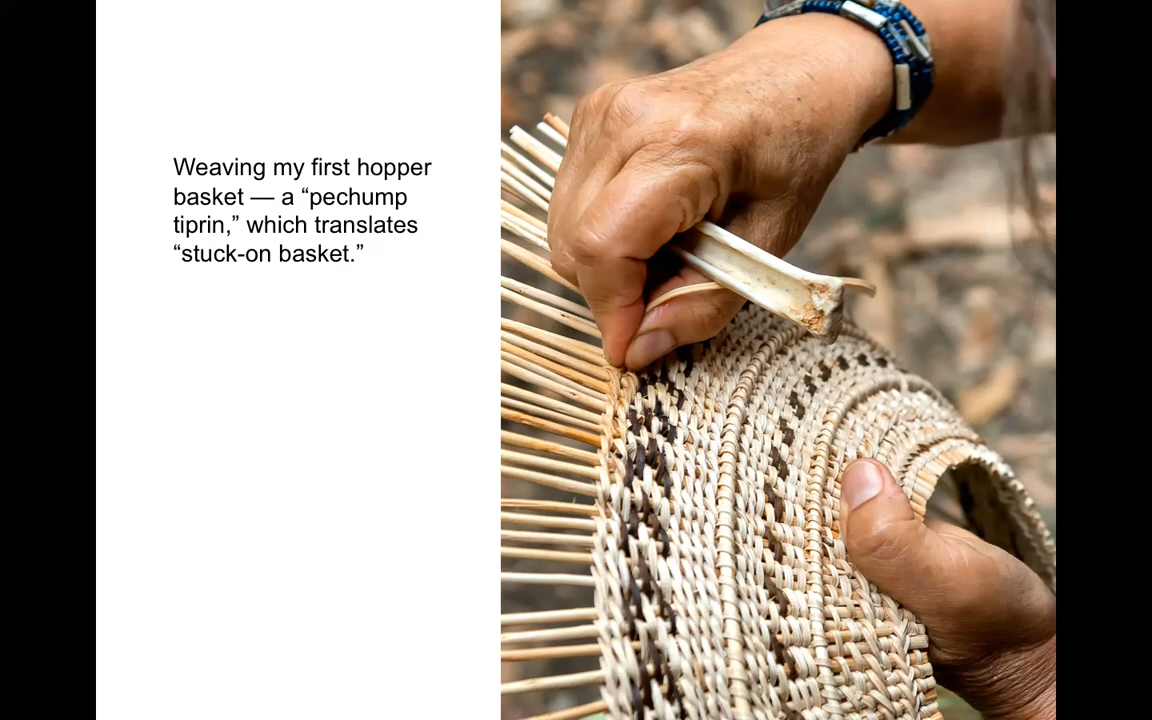 Weaving my first hopper
basket — a “pechump
tiprin,” which translates
“stuck-on basket.”